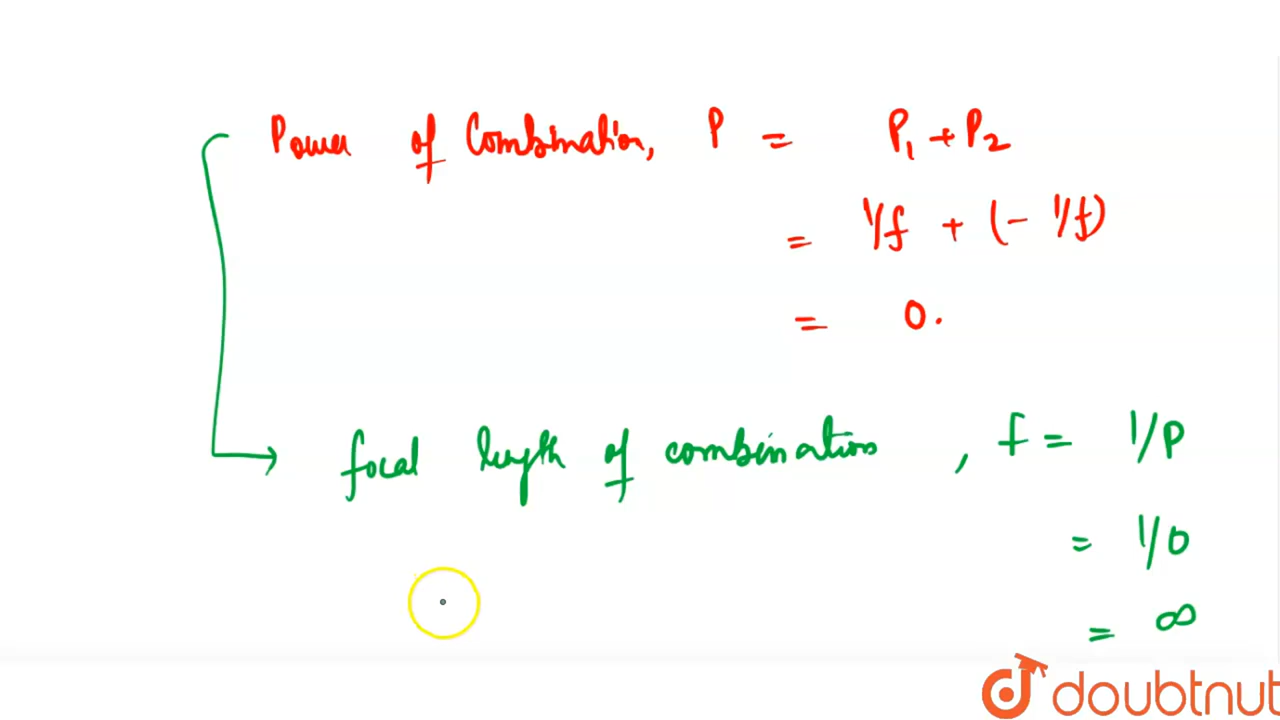 Power of Combination, P = P₁ + P₂
= 1/f + (- 1/f)
= 0.
focal length of combination, f = 1/P
= 1/0
= ∞
doubtnut